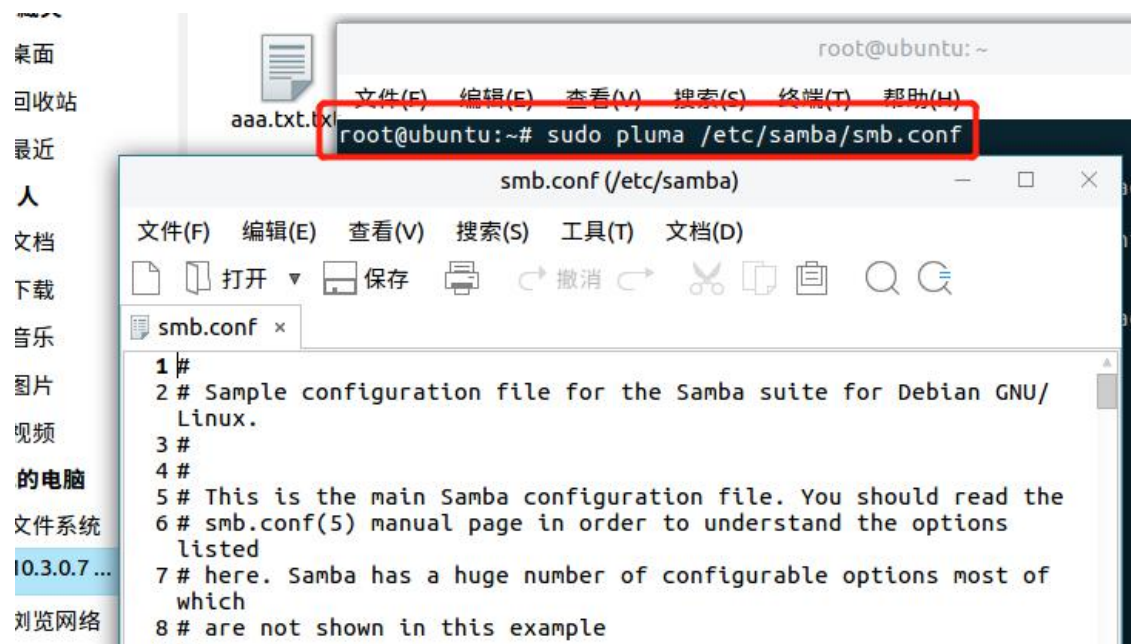 桌面
回收站
最近
人
文档
下载
音乐
图片
视频
的电脑
文件系统
10.3.0.7 ...
浏览网络
aaa.txt.txt
root@ubuntu: ~
文件(F) 编辑(E) 查看(V) 搜索(S) 终端(T) 帮助(H)
root@ubuntu:~# sudo pluma /etc/samba/smb.conf
smb.conf (/etc/samba)
文件(F) 编辑(E) 查看(V) 搜索(S) 工具(T) 文档(D)
打开 保存 撤消
smb.conf ×
1 #
2 # Sample configuration file for the Samba suite for Debian GNU/
Linux.
3 #
4 #
5 # This is the main Samba configuration file. You should read the
6 # smb.conf(5) manual page in order to understand the options
listed
7 # here. Samba has a huge number of configurable options most of
which
8 # are not shown in this example